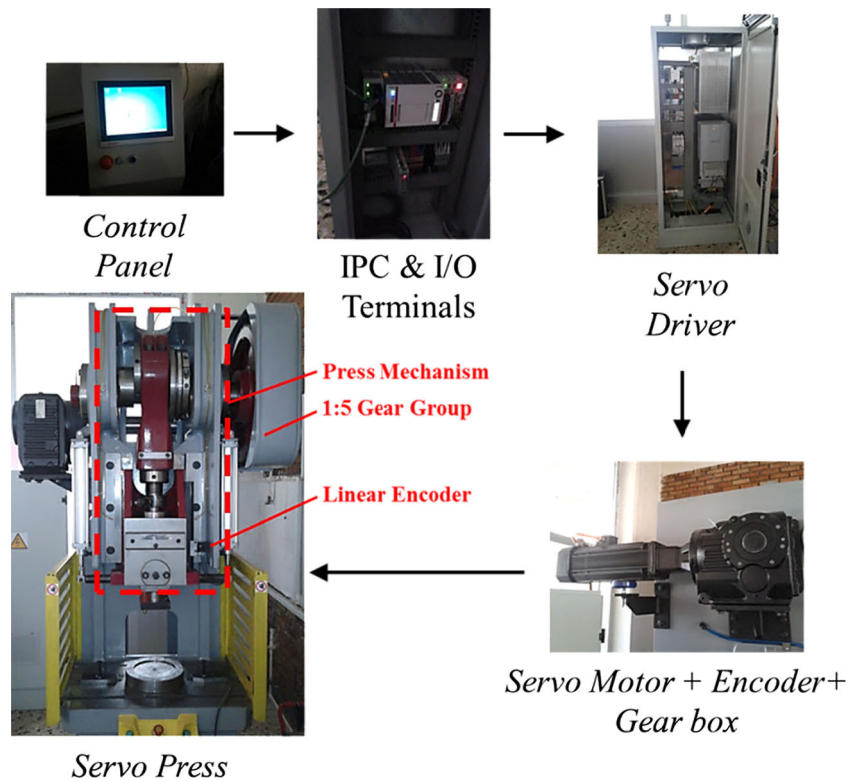 Control
Panel
IPC & I/O
Terminals
Servo
Driver
Press Mechanism
1:5 Gear Group
Linear Encoder
Servo Motor + Encoder+
Gear box
Servo Press